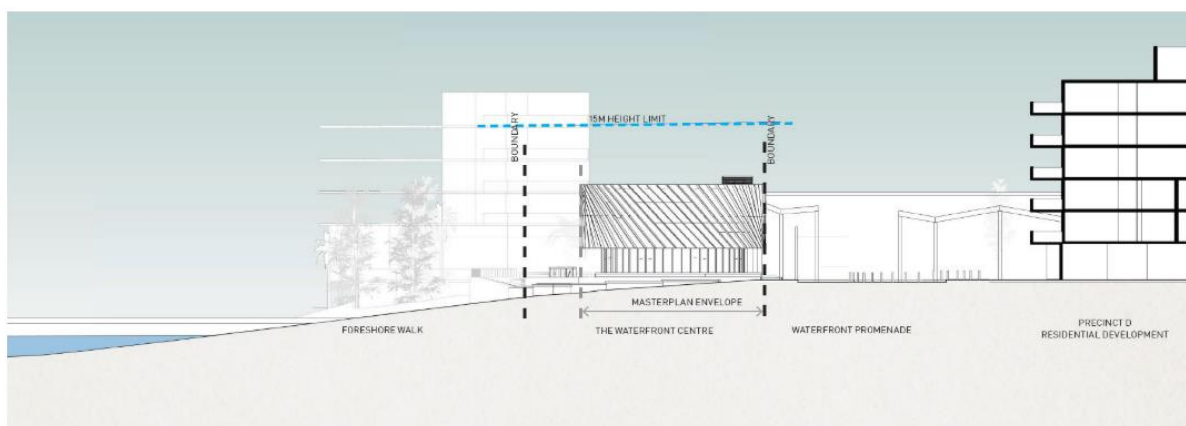 15M HEIGHT LIMIT
BOUNDARY
BOUNDARY
MASTERPLAN ENVELOPE
FORESHORE WALK
THE WATERFRONT CENTRE
WATERFRONT PROMENADE
PRECINCT D
RESIDENTIAL DEVELOPMENT